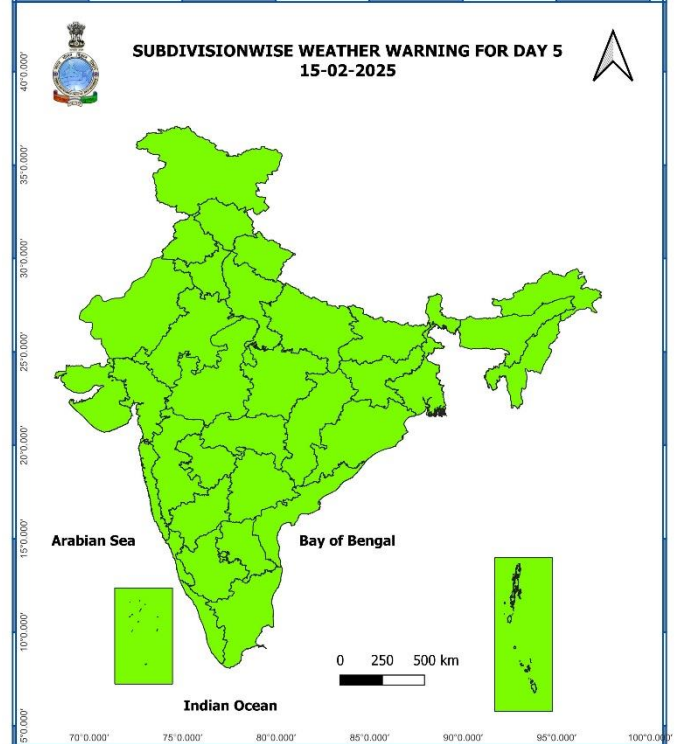 SUBDIVISIONWISE WEATHER WARNING FOR DAY 5
15-02-2025
40°0.000'
35°0.000'
30°0.000'
25°0.000'
20°0.000'
15°0.000'
10°0.000'
5°0.000'
Arabian Sea
Bay of Bengal
0 250 500 km
Indian Ocean
70°0.000' 75°0.000' 80°0.000' 85°0.000' 90°0.000' 95°0.000' 100°0.000'